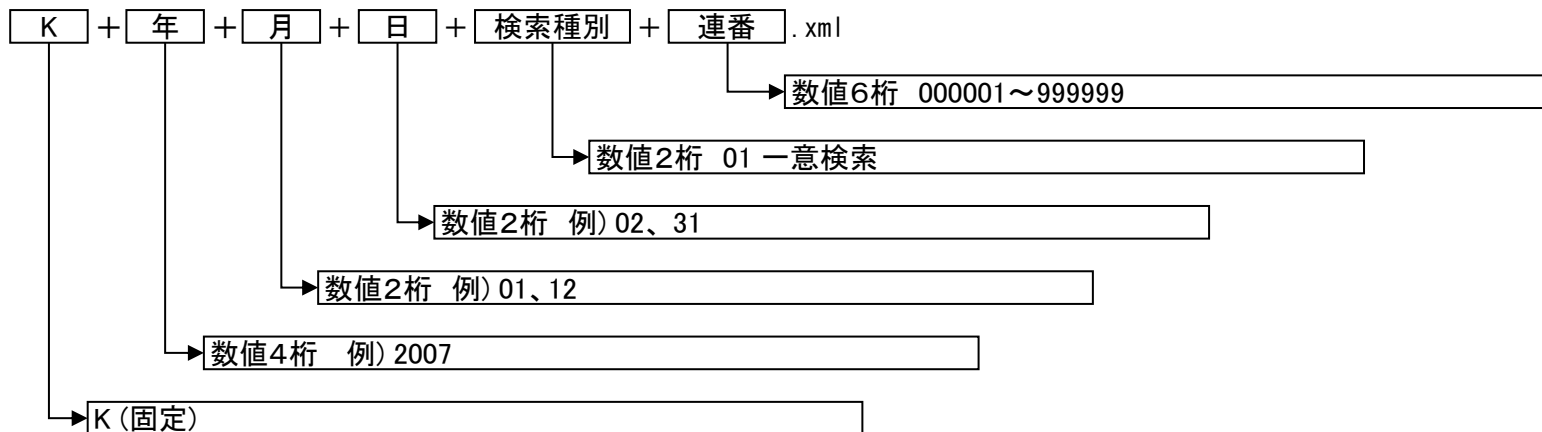 K + 年 + 月 + 日 + 検索種別 + 連番 .xml
数値6桁 000001～999999
数値2桁 01 一意検索
数値2桁 例)02、31
数値2桁 例)01、12
数値4桁 例)2007
K(固定)